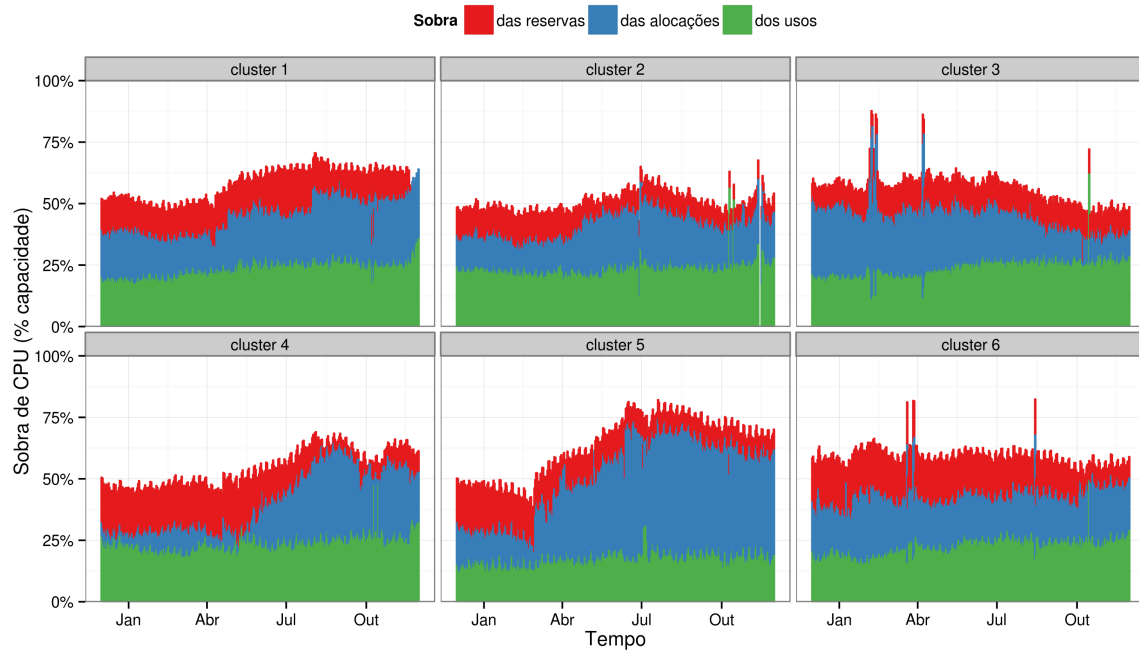 Sobra das reservas das alocações dos usos
cluster 1 cluster 2 cluster 3
100%
75%
50%
25%
0%
cluster 4 cluster 5 cluster 6
100%
75%
50%
25%
0%
Jan Abr Jul Out Jan Abr Jul Out Jan Abr Jul Out
Tempo
Sobra de CPU (% capacidade)